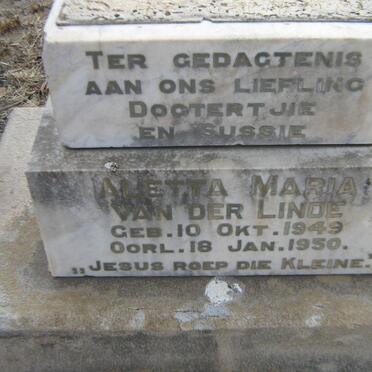 TER GEDAGTENIS
AAN ONS LIEFLING
DOGTERTJIE
EN SUSSIE
ALETTA MARIA
VAN DER LINDE
GEB. 10 OKT. 1949
OORL. 18 JAN. 1950.
„JESUS ROEP DIE KLEINE."